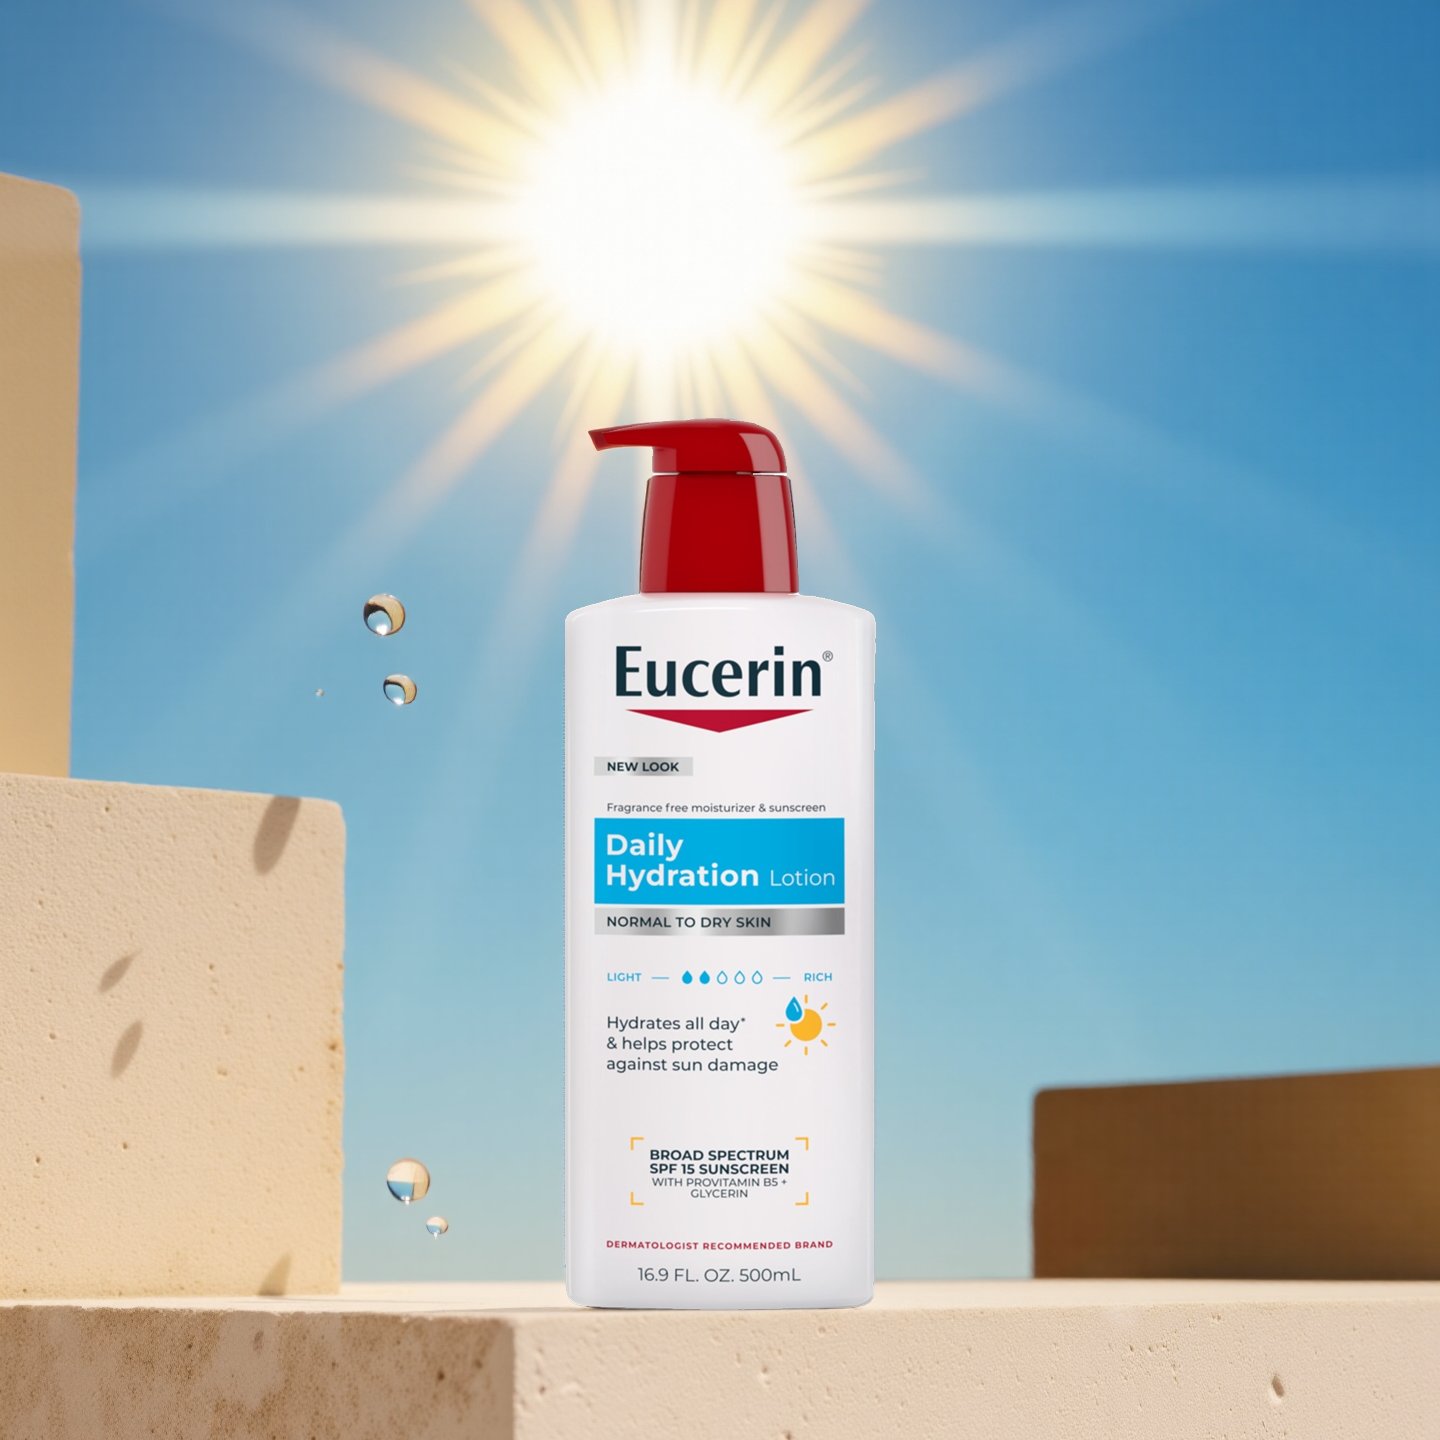 Eucerin®
NEW LOOK
Fragrance free moisturizer & sunscreen
Daily
Hydration Lotion
NORMAL TO DRY SKIN
LIGHT — — RICH
Hydrates all day*
& helps protect
against sun damage
BROAD SPECTRUM
SPF 15 SUNSCREEN
WITH PROVITAMIN B5 +
GLYCERIN
DERMATOLOGIST RECOMMENDED BRAND
16.9 FL. OZ. 500mL